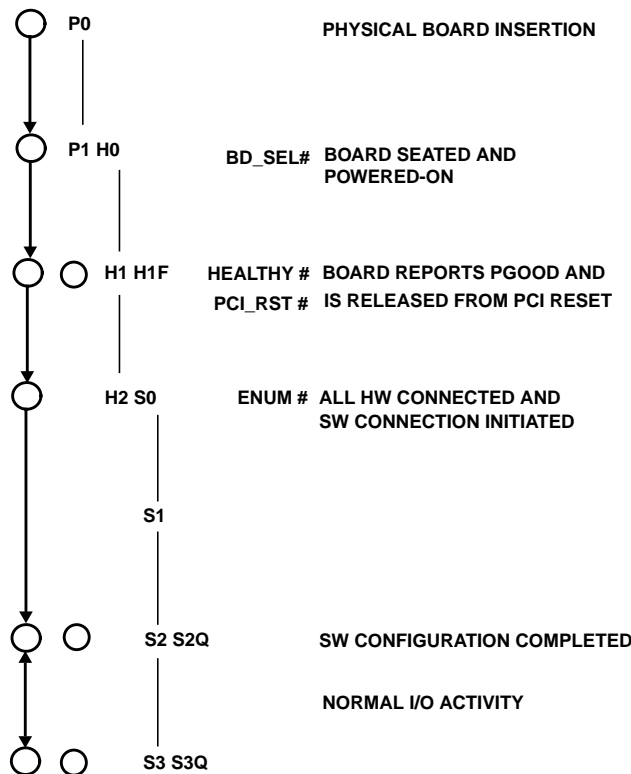 P0 PHYSICAL BOARD INSERTION
P1 H0 BD_SEL# BOARD SEATED AND
POWERED-ON
H1 H1F HEALTHY # BOARD REPORTS PGOOD AND
PCI_RST # IS RELEASED FROM PCI RESET
H2 S0 ENUM # ALL HW CONNECTED AND
SW CONNECTION INITIATED
S1
S2 S2Q SW CONFIGURATION COMPLETED
NORMAL I/O ACTIVITY
S3 S3Q